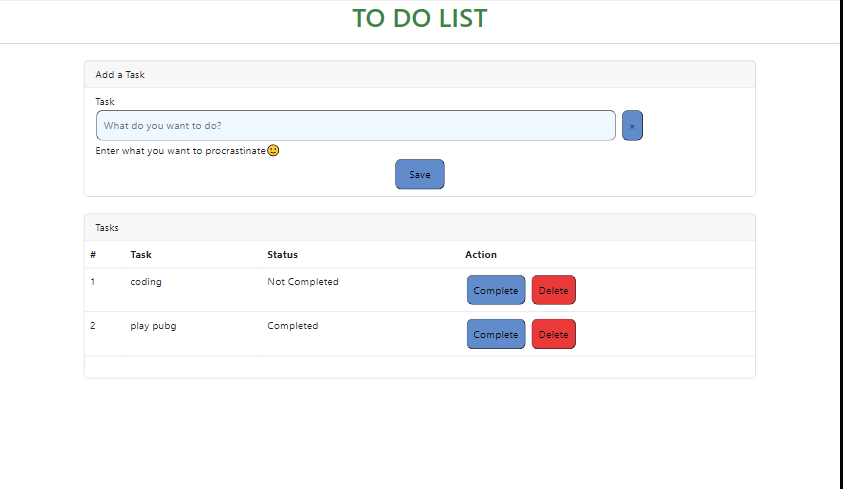 TO DO LIST
Add a Task
Task
What do you want to do? ×
Enter what you want to procrastinate🙂
Save
Tasks
# Task Status Action
1 coding Not Completed Complete Delete
2 play pubg Completed Complete Delete